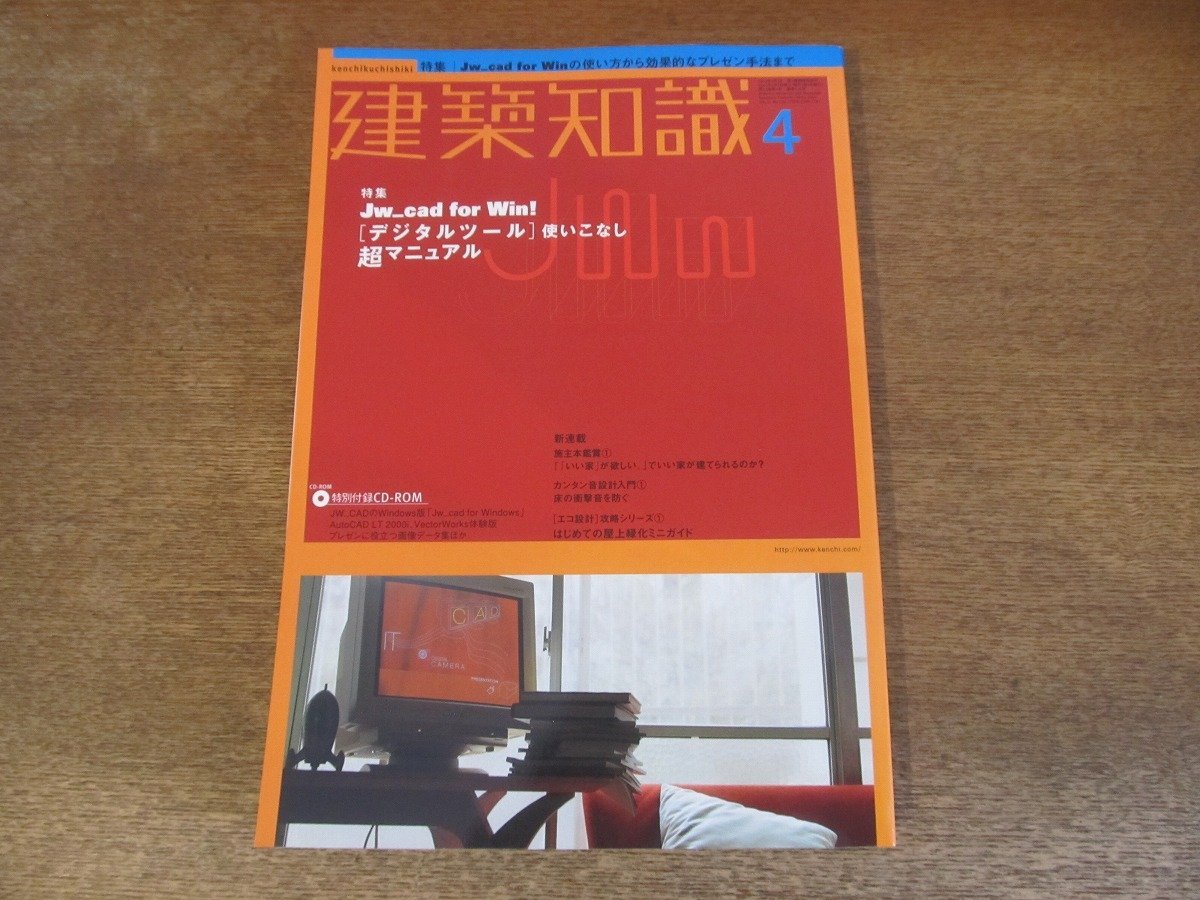 kenchikuchishiki 特集 | Jw_cad for Winの使い方から効果的なプレゼン手法まで
建築知識 4
特集
Jw_cad for Win!
[デジタルツール]使いこなし
超マニュアル
Jww
新連載
施主本鑑賞①
「「いい家」が欲しい。」でいい家が建てられるのか?
カンタン音設計入門①
床の衝撃音を防ぐ
[エコ設計]攻略シリーズ①
はじめての屋上緑化ミニガイド
CD-ROM
特別付録CD-ROM
JW_CADのWindows版「Jw_cad for Windows」
AutoCAD LT 2000i、VectorWorks体験版
プレゼンに役立つ画像データ集ほか
http://www.kenchi.com/
CAD
IT
CAMERA
PRESENTATION